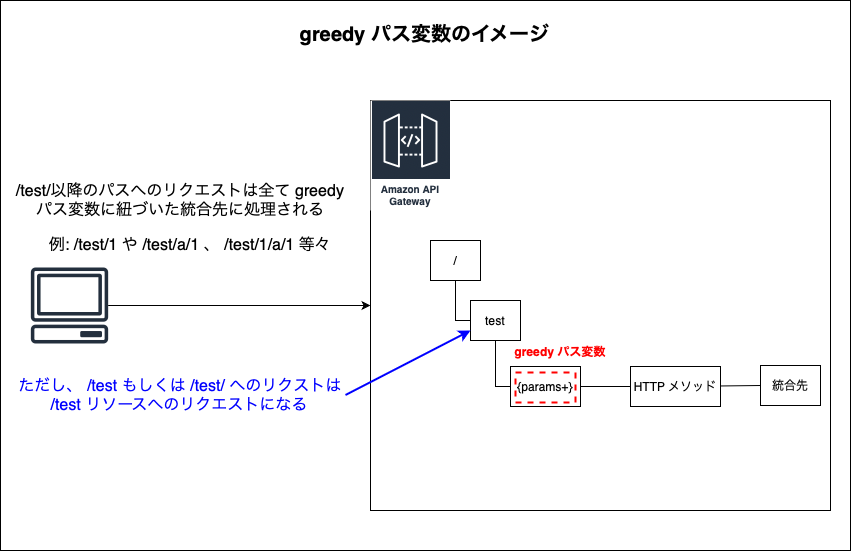 greedy パス変数のイメージ
Amazon API
Gateway
/test/以降のパスへのリクエストは全て greedy
パス変数に紐づいた統合先に処理される
例: /test/1 や /test/a/1 、 /test/1/a/1 等々
/
test
greedy パス変数
{params+}
HTTP メソッド
統合先
ただし、 /test もしくは /test/ へのリクストは
/test リソースへのリクエストになる